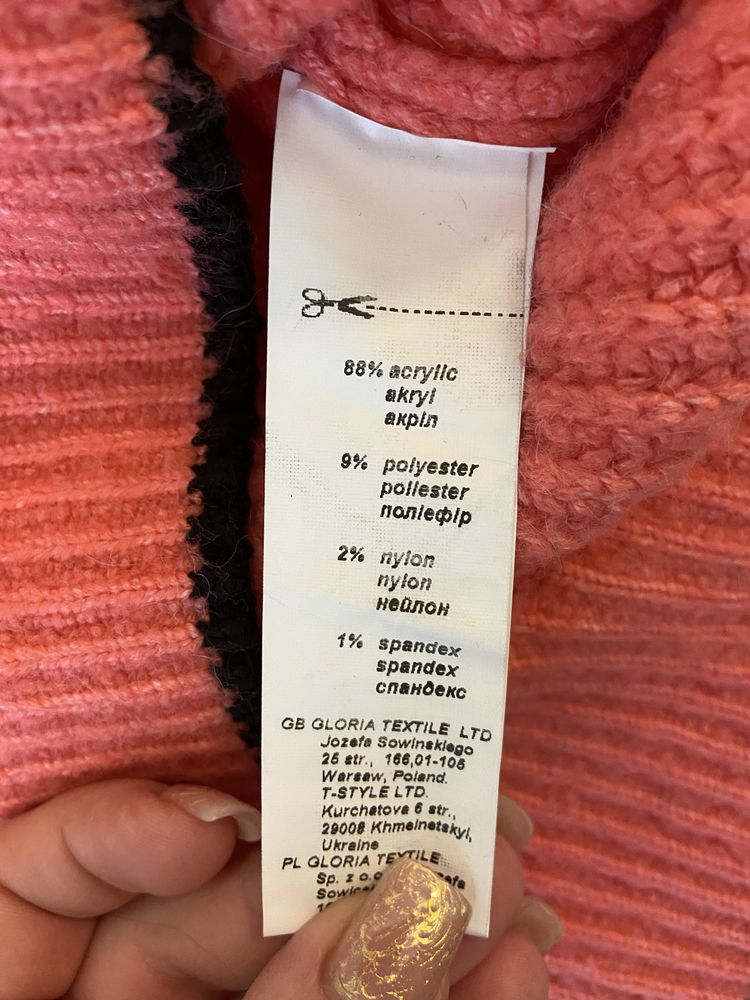 88% acrylic
akryl
акріл
9% polyester
poliester
поліефір
2% nylon
nylon
нейлон
1% spandex
spandex
спандекс
GB GLORIA TEXTILE LTD
Jozefa Sowinskiego
25 str., 166,01-105
Warsaw, Poland.
T-STYLE LTD.
Kurchatova 6 str.,
29008 Khmelnetskyi,
Ukraine
PL GLORIA TEXTILE
Sp. z o.o.